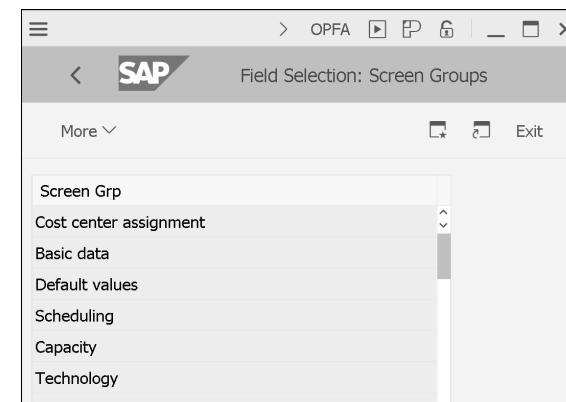 OPFA
SAP Field Selection: Screen Groups
More Exit
Screen Grp
Cost center assignment
Basic data
Default values
Scheduling
Capacity
Technology